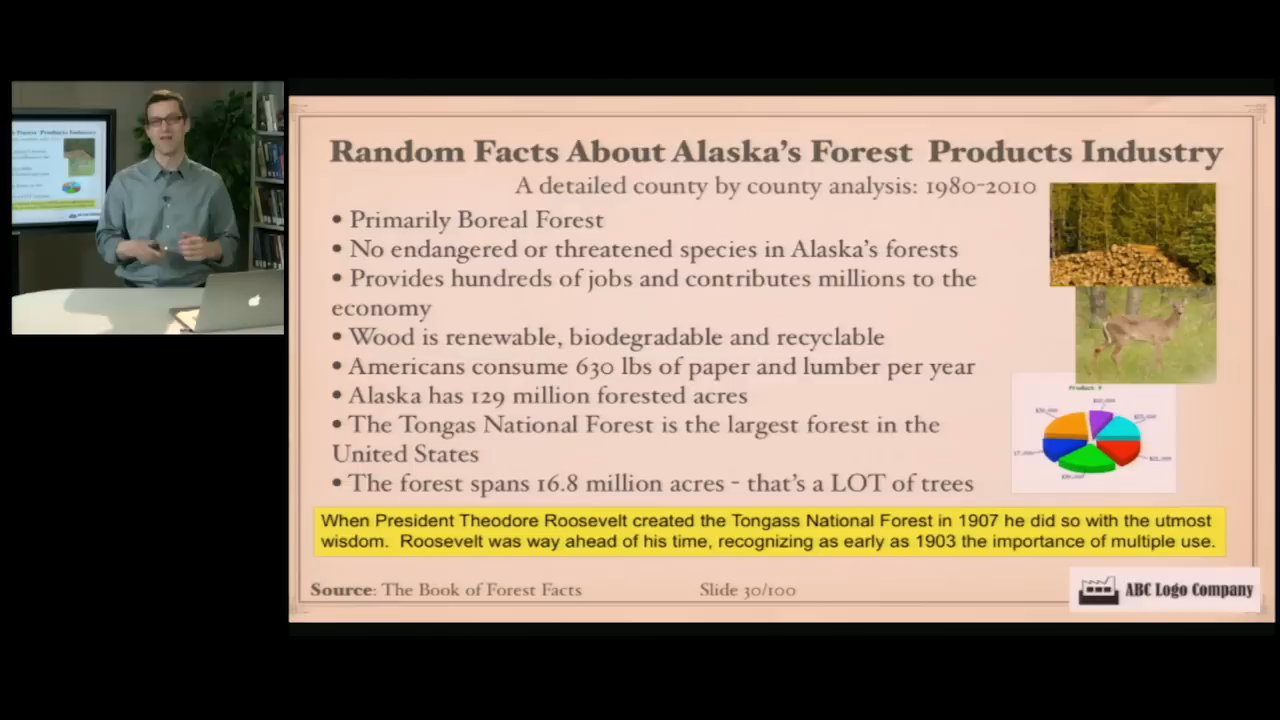 Random Facts About Alaska's Forest Products Industry
A detailed county by county analysis: 1980-2010
• Primarily Boreal Forest
• No endangered or threatened species in Alaska's forests
• Provides hundreds of jobs and contributes millions to the
economy
• Wood is renewable, biodegradable and recyclable
• Americans consume 630 lbs of paper and lumber per year
• Alaska has 129 million forested acres
• The Tongas National Forest is the largest forest in the
United States
• The forest spans 16.8 million acres - that's a LOT of trees
When President Theodore Roosevelt created the Tongass National Forest in 1907 he did so with the utmost
wisdom. Roosevelt was way ahead of his time, recognizing as early as 1903 the importance of multiple use.
Source: The Book of Forest Facts
Slide 30/100
ABC Logo Company